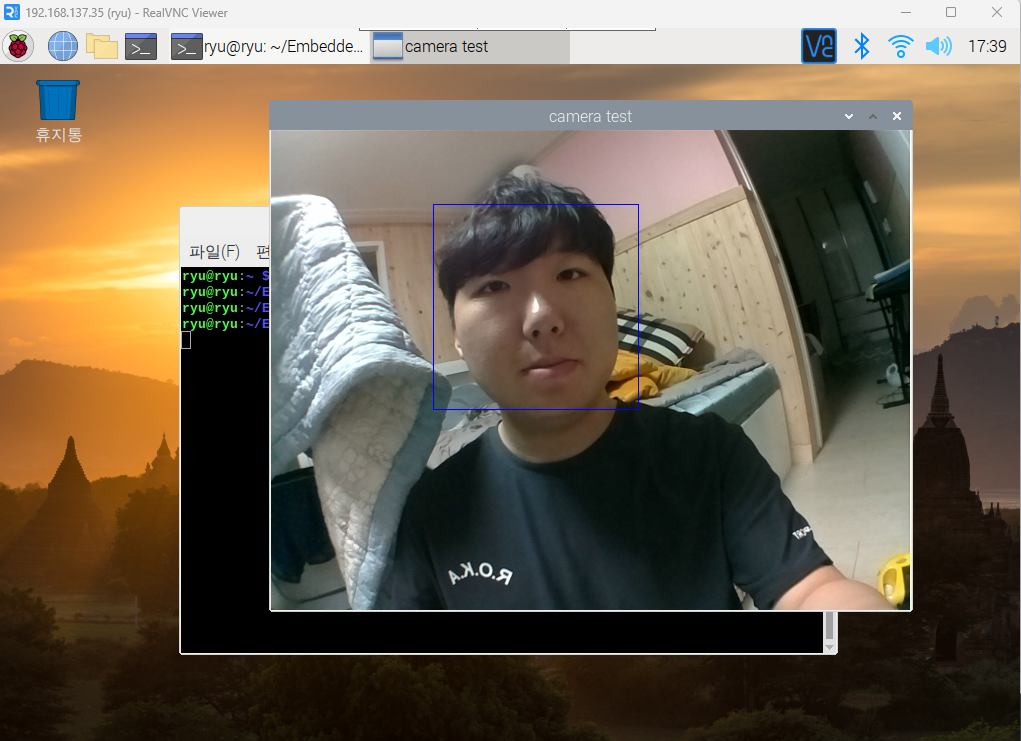 192.168.137.35 (ryu) - RealVNC Viewer
ryu@ryu: ~/Embedde...
camera test
17:39
휴지통
camera test
파일(F) 편
ryu@ryu:~ $
ryu@ryu:~/E
ryu@ryu:~/E
ryu@ryu:~/E
R.O.K.A